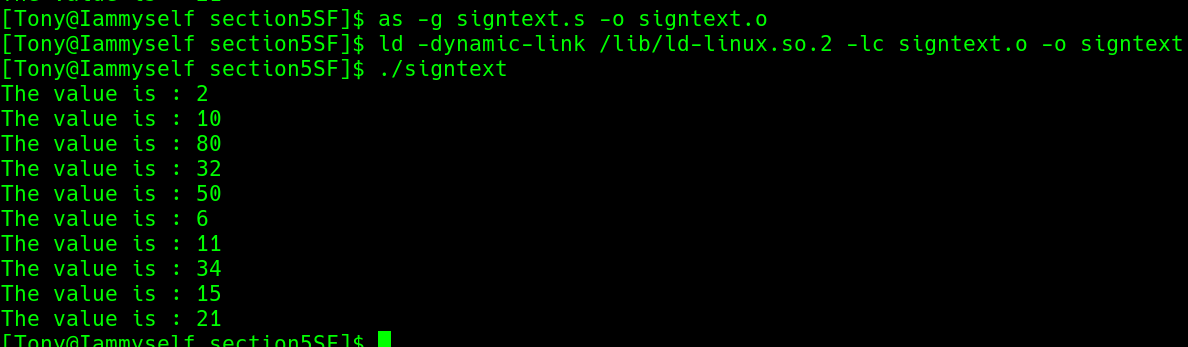 [Tony@Iammyself section5SF]$ as -g signtext.s -o signtext.o
[Tony@Iammyself section5SF]$ ld -dynamic-link /lib/ld-linux.so.2 -lc signtext.o -o signtext
[Tony@Iammyself section5SF]$ ./signtext
The value is : 2
The value is : 10
The value is : 80
The value is : 32
The value is : 50
The value is : 6
The value is : 11
The value is : 34
The value is : 15
The value is : 21
[Tony@Iammyself section5SF]$